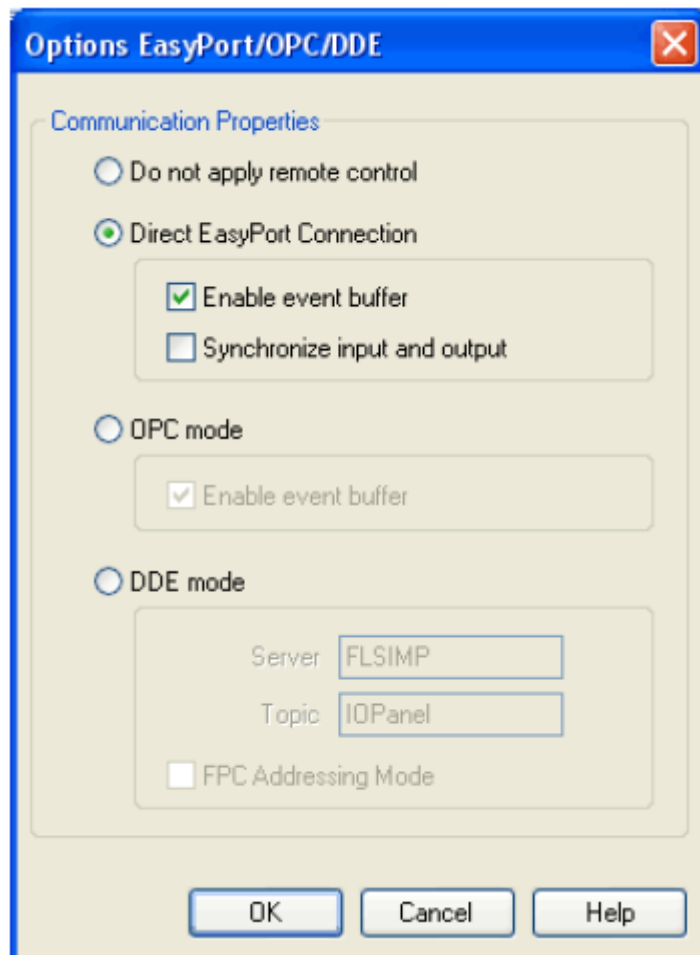 Options EasyPort/OPC/DDE
Communication Properties
Do not apply remote control
Direct EasyPort Connection
Enable event buffer
Synchronize input and output
OPC mode
Enable event buffer
DDE mode
Server FLSIMP
Topic IOPanel
FPC Addressing Mode
OK Cancel Help